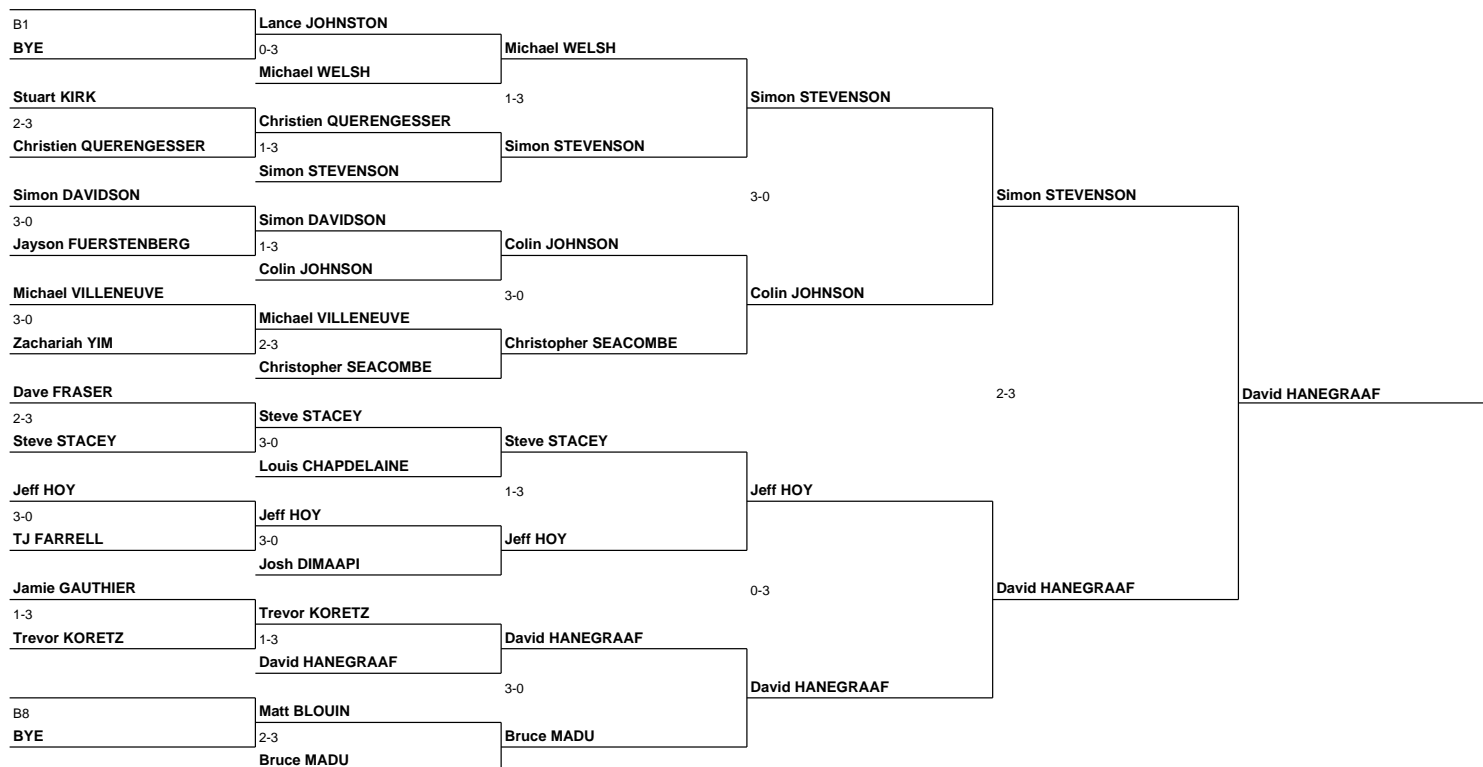 B1
BYE
Stuart KIRK
2-3
Christien QUERENGESSER
Simon DAVIDSON
3-0
Jayson FUERSTENBERG
Michael VILLENEUVE
3-0
Zachariah YIM
Dave FRASER
2-3
Steve STACEY
Jeff HOY
3-0
TJ FARRELL
Jamie GAUTHIER
1-3
Trevor KORETZ
B8
BYE
Lance JOHNSTON
0-3
Michael WELSH
Christien QUERENGESSER
1-3
Simon STEVENSON
Simon DAVIDSON
1-3
Colin JOHNSON
Michael VILLENEUVE
2-3
Christopher SEACOMBE
Steve STACEY
3-0
Louis CHAPDELAINE
Jeff HOY
3-0
Josh DIMAAPI
Trevor KORETZ
1-3
David HANEGRAAF
Matt BLOUIN
2-3
Bruce MADU
Michael WELSH
1-3
Simon STEVENSON
Colin JOHNSON
3-0
Christopher SEACOMBE
Steve STACEY
1-3
Jeff HOY
David HANEGRAAF
3-0
Bruce MADU
Simon STEVENSON
3-0
Colin JOHNSON
Jeff HOY
0-3
David HANEGRAAF
Simon STEVENSON
2-3
David HANEGRAAF
David HANEGRAAF